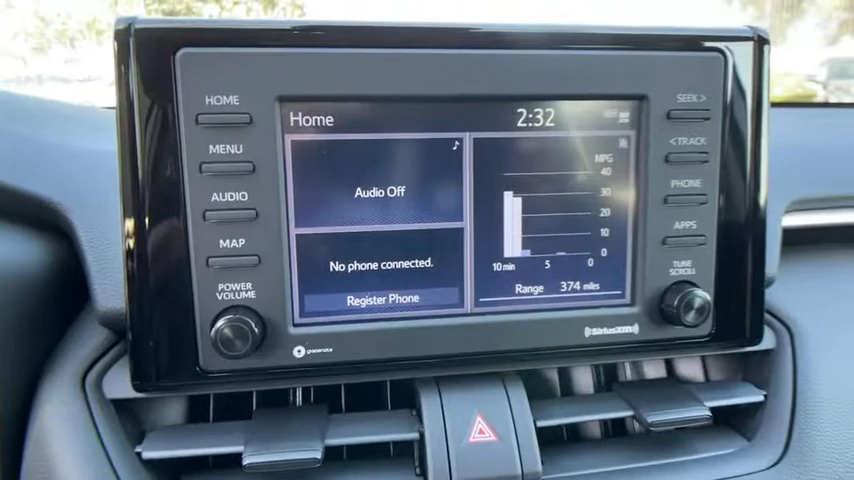 HOME
MENU
AUDIO
MAP
POWER
VOLUME
Home
2:32
Audio Off
No phone connected.
Register Phone
MPG
40
30
20
10
0
10 min
5
0
Range 374 miles
SEEK >
< TRACK
PHONE
APPS
TUNE
SCROLL
gracenote
SiriusXM